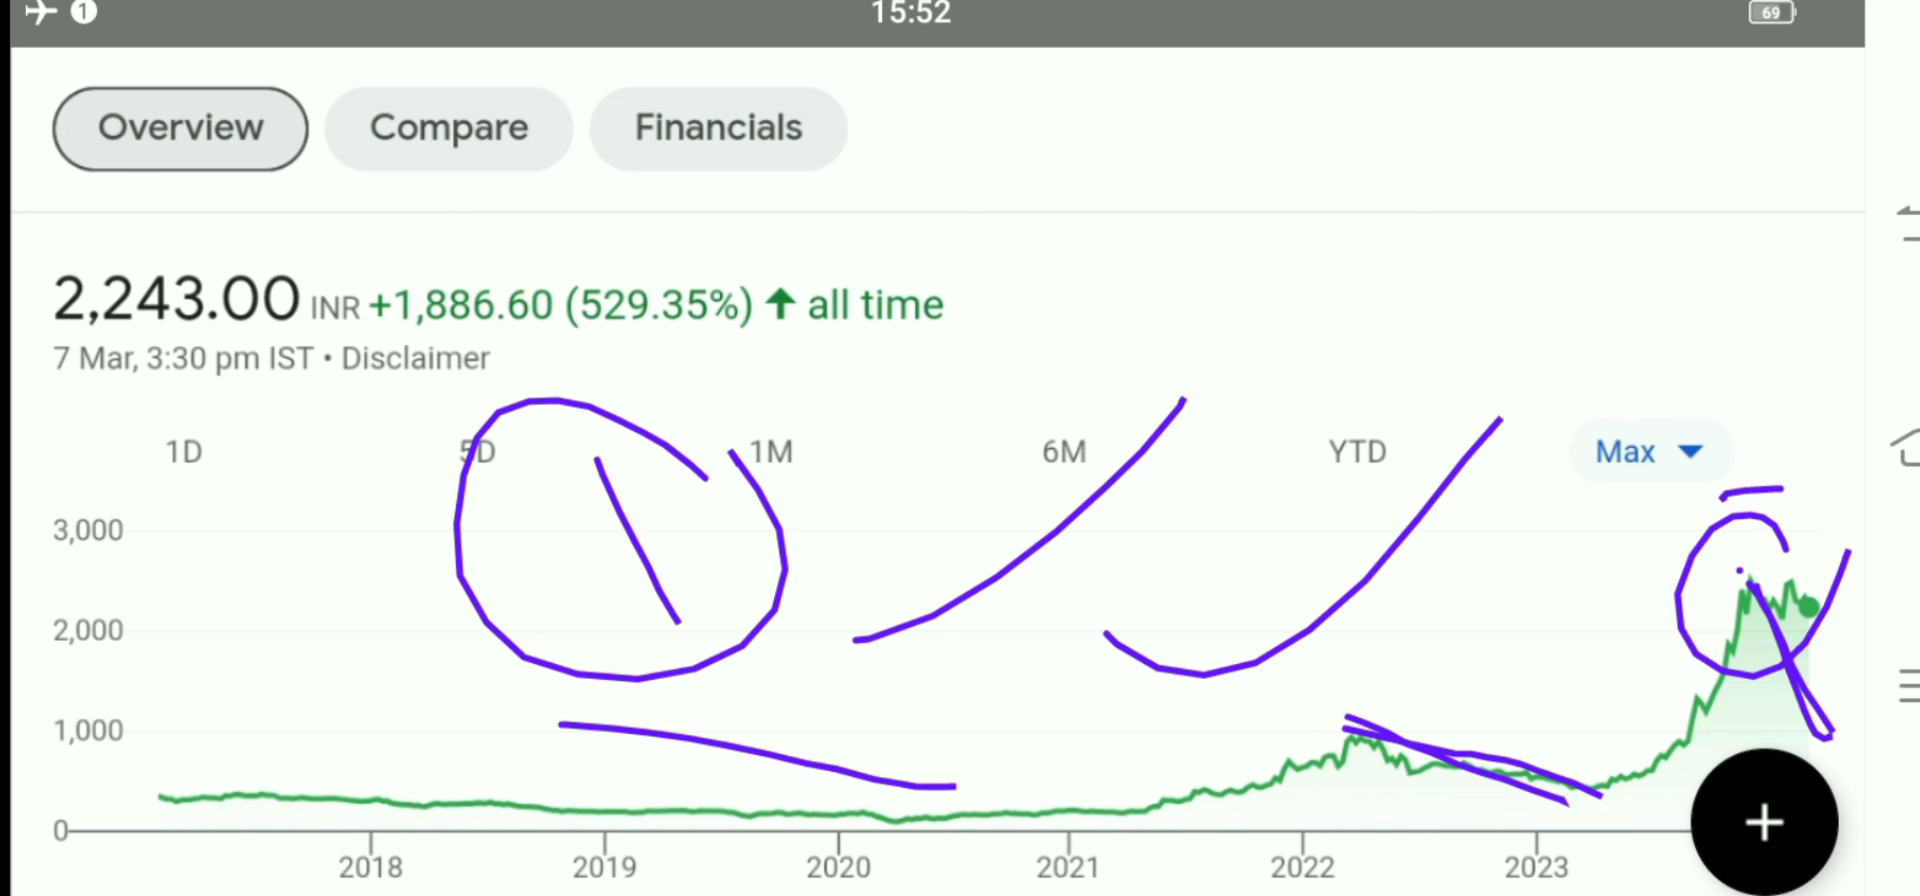 1 15:52 69
Overview Compare Financials
2,243.00 INR +1,886.60 (529.35%) ↑ all time
7 Mar, 3:30 pm IST • Disclaimer
1D 5D 1M 6M YTD Max
3,000
2,000
1,000
0
2018 2019 2020 2021 2022 2023
+